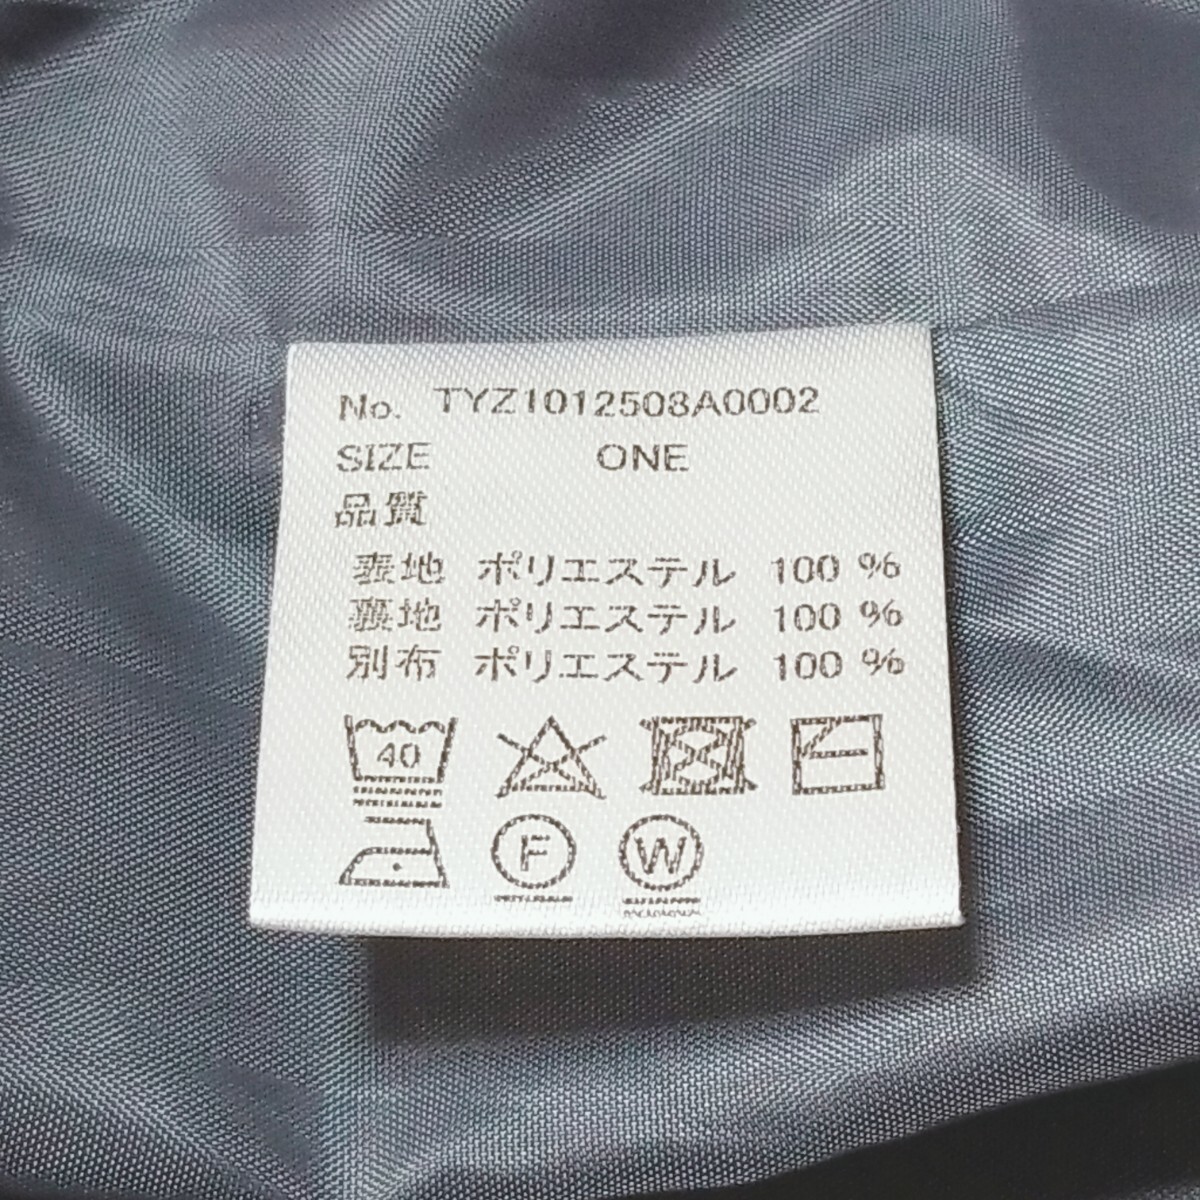 No. TYZ1012508A0002
SIZE ONE
品質
表地 ポリエステル 100 %
裏地 ポリエステル 100 %
別布 ポリエステル 100 %
40
F W